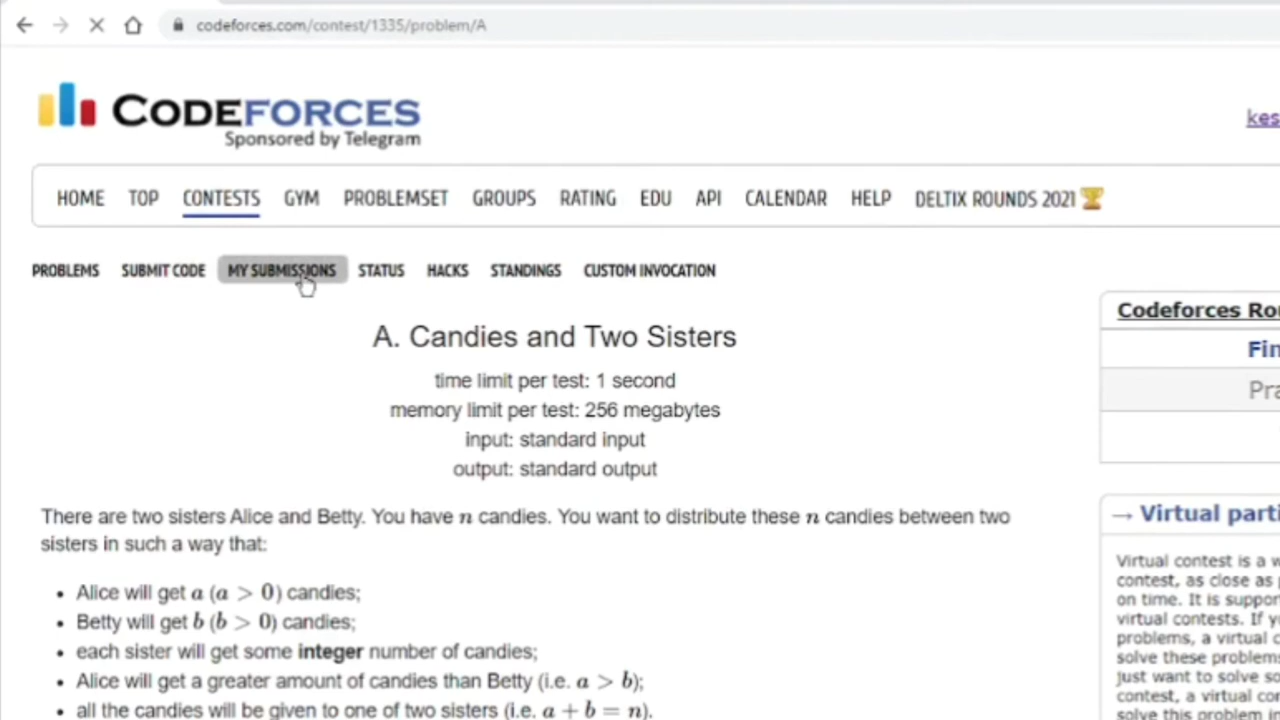 codeforces.com/contest/1335/problem/A
CODEFORCES
Sponsored by Telegram
HOME TOP CONTESTS GYM PROBLEMSET GROUPS RATING EDU API CALENDAR HELP DELTIX ROUNDS 2021
PROBLEMS SUBMIT CODE MY SUBMISSIONS STATUS HACKS STANDINGS CUSTOM INVOCATION
A. Candies and Two Sisters
time limit per test: 1 second
memory limit per test: 256 megabytes
input: standard input
output: standard output
There are two sisters Alice and Betty. You have n candies. You want to distribute these n candies between two
sisters in such a way that:
• Alice will get a (a > 0) candies;
• Betty will get b (b > 0) candies;
• each sister will get some integer number of candies;
• Alice will get a greater amount of candies than Betty (i.e. a > b);
• all the candies will be given to one of two sisters (i.e. a + b = n).
kes
Codeforces Rou
Fin
Pra
→ Virtual parti
Virtual contest is a w
contest, as close as p
on time. It is suppor
virtual contests. If yo
problems, a virtual c
solve these problems
just want to solve so
contest, a virtual con
solve this problem in